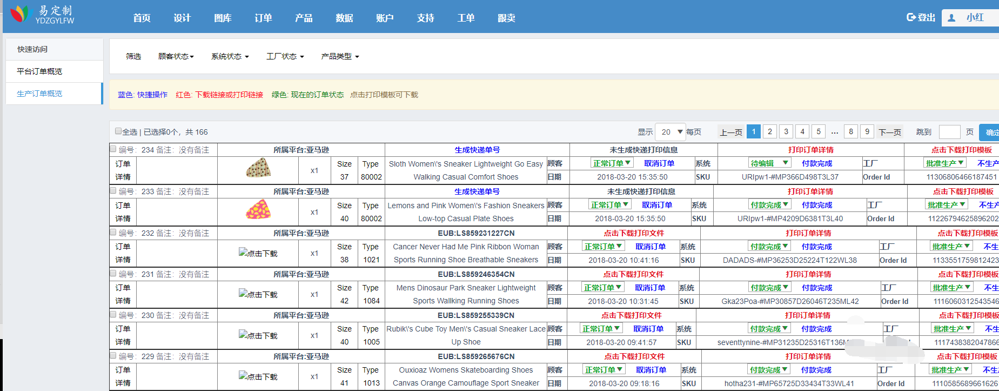 易定制
YDZGYLFW
首页 设计 图库 订单 产品 数据 账户 支持 工单 跟卖
登出 小红
快速访问
平台订单概览
生产订单概览
筛选 顾客状态 系统状态 工厂状态 产品类型
蓝色: 快捷操作 红色: 下载链接或打印链接 绿色: 现在的订单状态 点击打印模板可下载
全选 | 已选择0个，共 166 显示 20 每页 上一页 1 2 3 4 5 ... 8 9 下一页 跳到 页 确定
编号：234 备注：没有备注 所属平台:亚马逊 生成快递单号 未生成快递打印信息 打印订单详情 点击下载打印模板
订单 x1 Size Type Sloth Women\'s Sneaker Lightweight Go Easy 顾客 正常订单▼ 取消订单 系统 待编辑 ▼ 付款完成 工厂 批准生产▼ 不生产
详情 37 80002 Walking Casual Comfort Shoes 日期 2018-03-20 15:35:50 SKU URIpw1-#MP366D498T3L37 Order Id 11306806466187451
编号：233 备注：没有备注 所属平台:亚马逊 生成快递单号 未生成快递打印信息 打印订单详情 点击下载打印模板
订单 x1 Size Type Lemons and Pink Women\'s Fashion Sneakers 顾客 正常订单▼ 取消订单 系统 付款完成▼ 付款完成 工厂 批准生产▼ 不生产
详情 40 80002 Low-top Casual Plate Shoes 日期 2018-03-20 15:35:50 SKU URIpw1-#MP4209D6381T3L40 Order Id 11226794625896202
编号：232 备注：没有备注 所属平台:亚马逊 EUB:LS859231227CN 点击下载打印文件 打印订单详情 点击下载打印模板
订单 点击下载 x1 Size Type Cancer Never Had Me Pink Ribbon Woman 顾客 正常订单▼ 取消订单 系统 付款完成▼ 付款完成 工厂 批准生产▼ 不生
详情 38 1021 Sports Running Shoe Breathable Sneakers 日期 2018-03-20 10:41:16 SKU DADADS-#MP36253D25224T122WL38 Order Id 1133551759812423
编号：231 备注：没有备注 所属平台:亚马逊 EUB:LS859246354CN 点击下载打印文件 打印订单详情 点击下载打印模板
订单 点击下载 x1 Size Type Mens Dinosaur Park Sneaker Lightweight 顾客 正常订单▼ 取消订单 系统 付款完成▼ 付款完成 工厂 批准生产▼ 不生
详情 42 1084 Sports Wallking Running Shoes 日期 2018-03-20 10:31:45 SKU Gka23Poa-#MP30857D26046T235ML42 Order Id 1116060312543546
编号：230 备注：没有备注 所属平台:亚马逊 EUB:LS859255339CN 点击下载打印文件 打印订单详情 点击下载打印模板
订单 点击下载 x1 Size Type Rubik\'s Cube Toy Men\'s Casual Sneaker Lace 顾客 正常订单▼ 取消订单 系统 付款完成▼ 付款完成 工厂 批准生产▼ 不生
详情 40 1005 Up Shoe 日期 2018-03-20 09:41:57 SKU seventtynine-#MP31235D25316T136M 1117438382047866
编号：229 备注：没有备注 所属平台:亚马逊 EUB:LS859265676CN 点击下载打印文件 打印订单详情 点击下载打印模板
订单 点击下载 x1 Size Type Ouxioaz Womens Skateboarding Shoes 顾客 正常订单▼ 取消订单 系统 付款完成▼ 付款完成 工厂 批准生产▼ 不生
详情 41 1013 Canvas Orange Camouflage Sport Sneaker 日期 2018-03-20 09:18:16 SKU hotha231-#MP65725D33434T33WL41 Order Id 1110585689661626